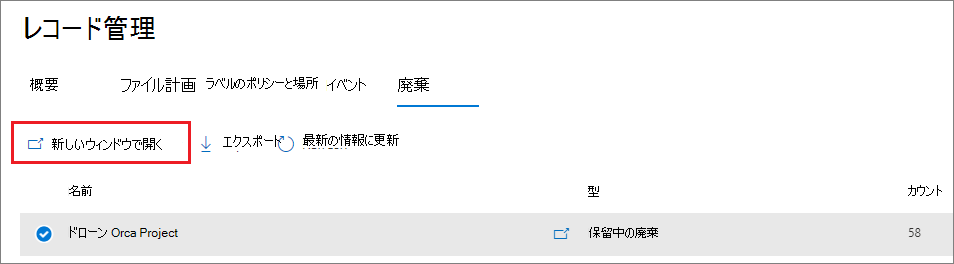 レコード管理
概要 ファイル計画 ラベルのポリシーと場所 イベント 廃棄
新しいウィンドウで開く エクスポート 最新の情報に更新
名前 型 カウント
ドローン Orca Project 保留中の廃棄 58